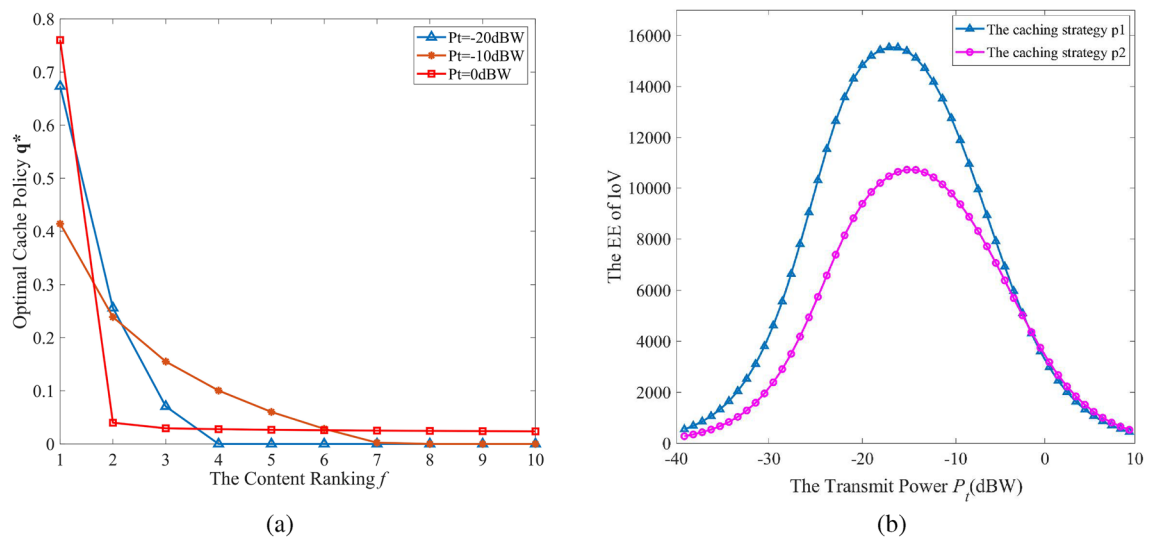 0.8
0.7
0.6
0.5
0.4
0.3
0.2
0.1
0
Optimal Cache Policy q*
Pt=-20dBW
Pt=-10dBW
Pt=0dBW
1 2 3 4 5 6 7 8 9 10
The Content Ranking f
(a)
16000
14000
12000
10000
8000
6000
4000
2000
0
The EE of IoV
The caching strategy p1
The caching strategy p2
-40 -30 -20 -10 0 10
The Transmit Power Pt(dBW)
(b)